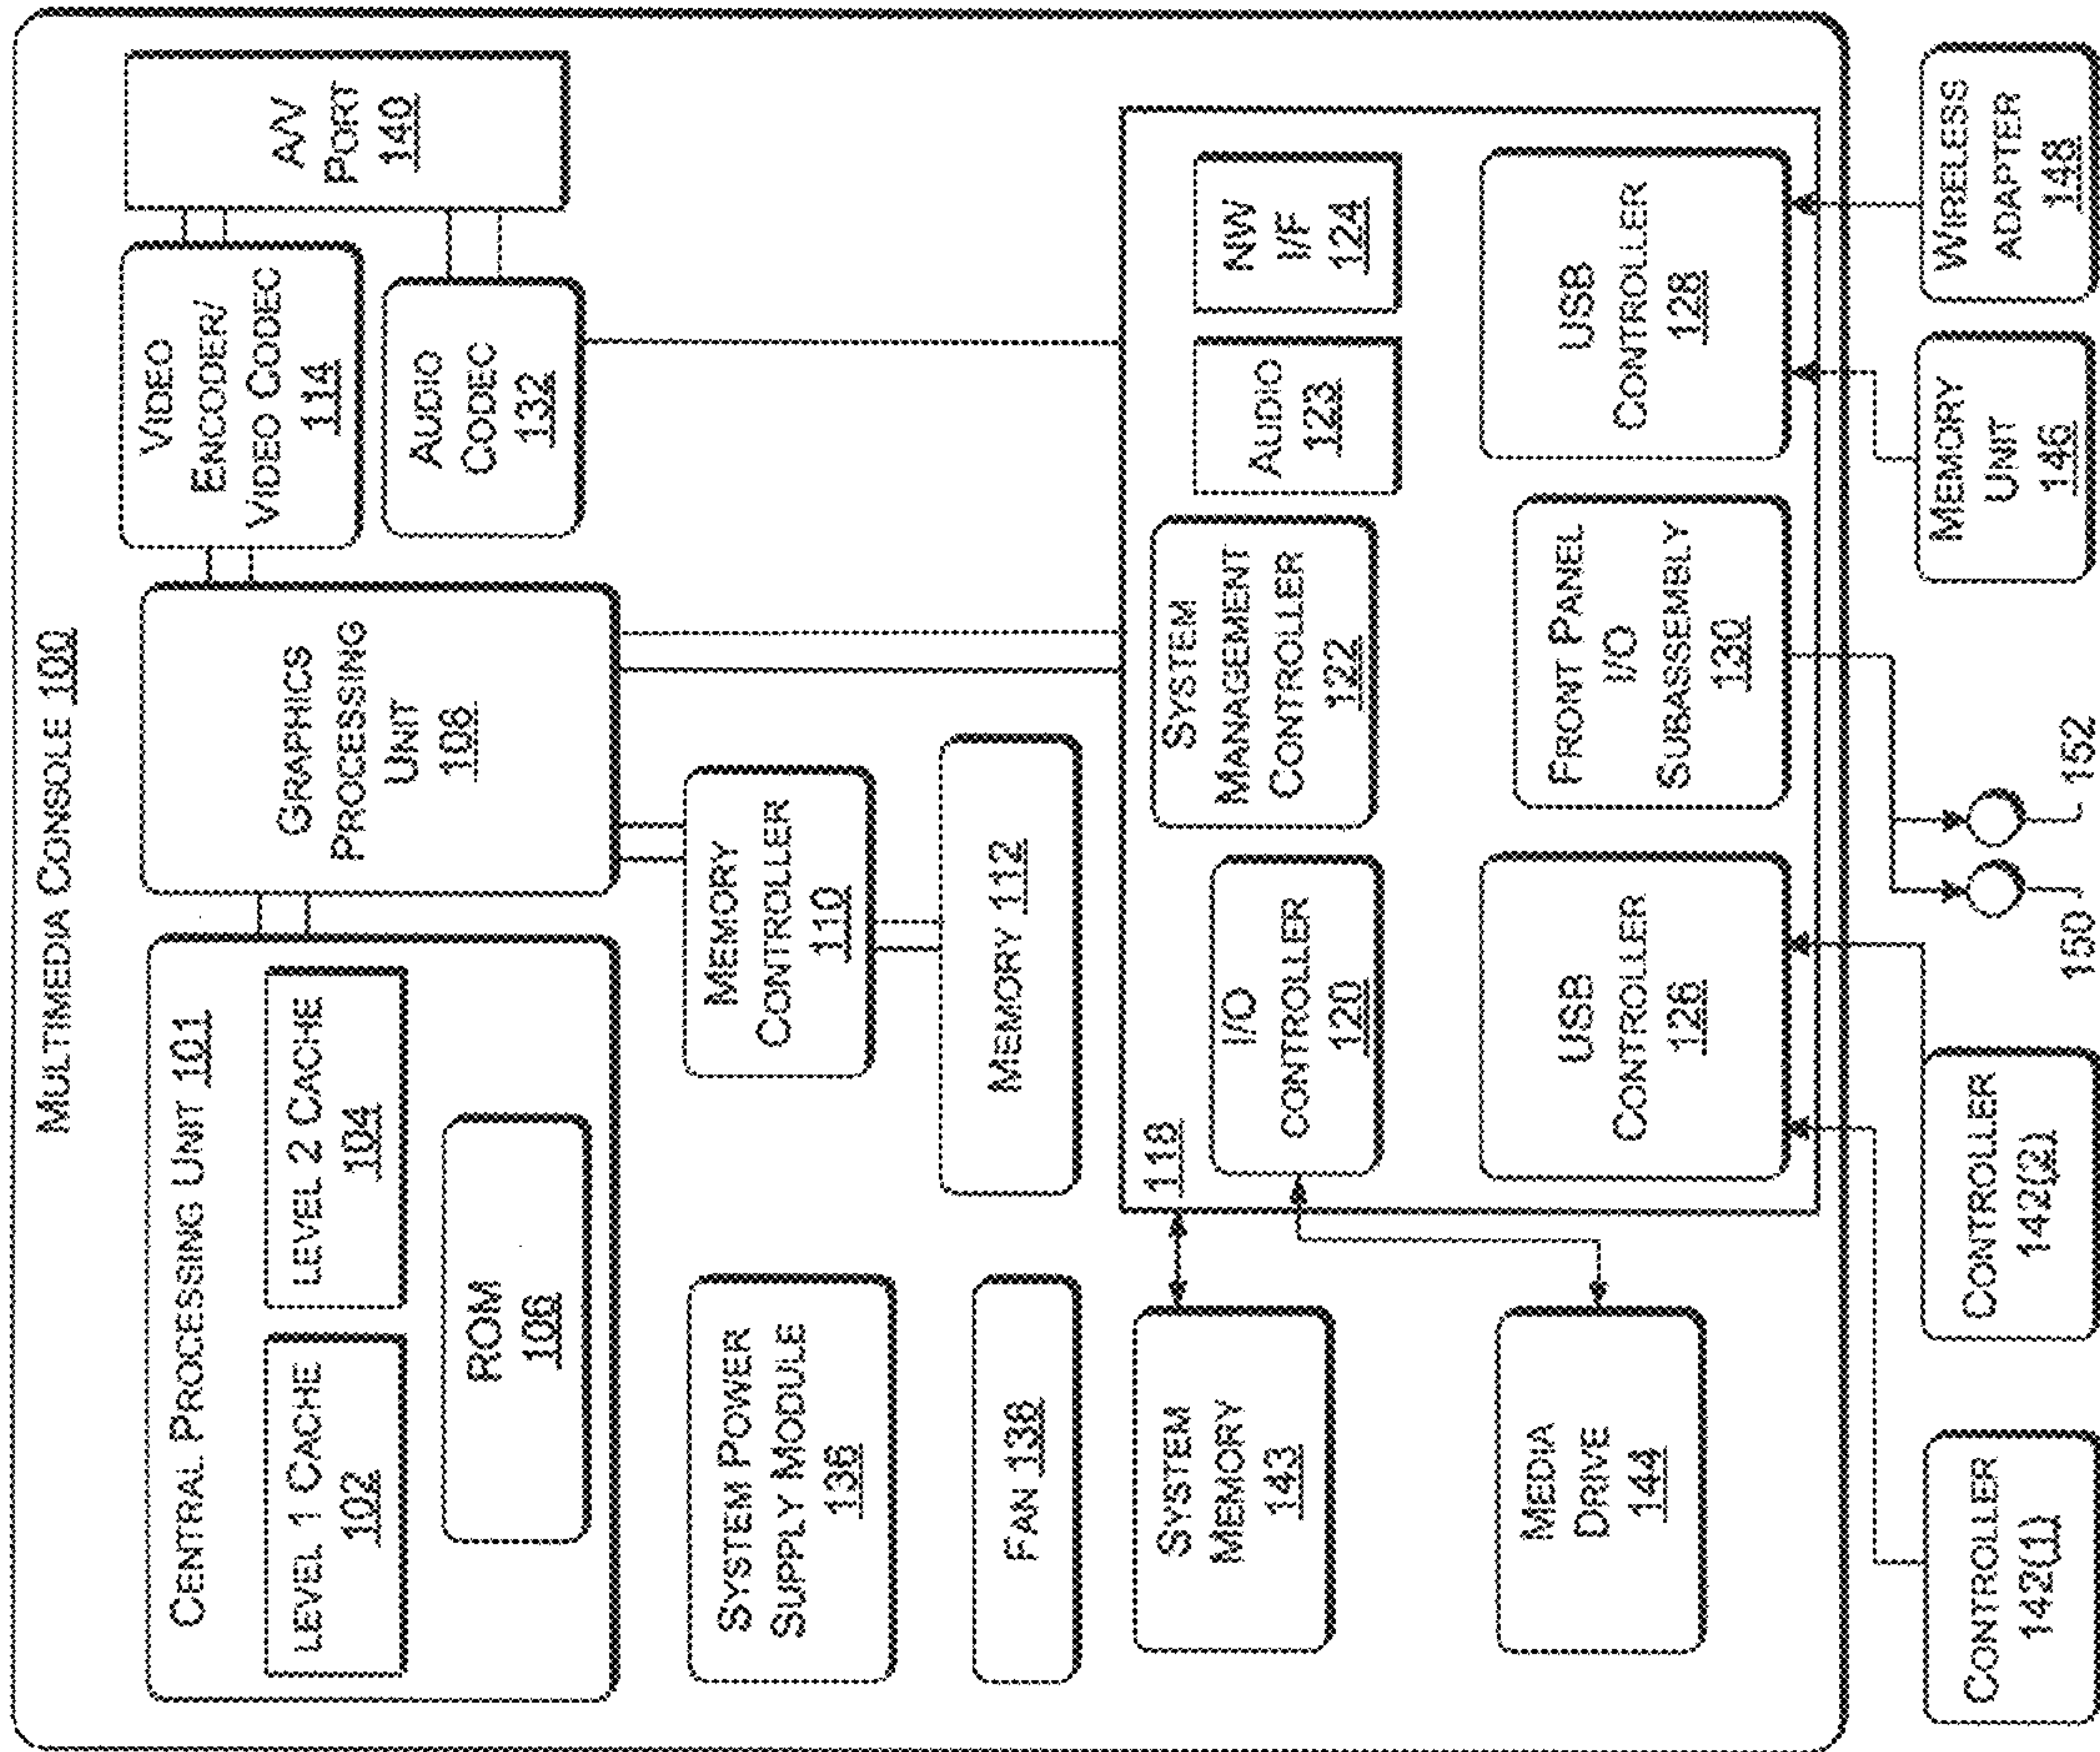 MULTIMEDIA CONSOLE 100
CENTRAL PROCESSING UNIT 101
LEVEL 1 CACHE
102
LEVEL 2 CACHE
104
ROM
106
GRAPHICS
PROCESSING
UNIT
108
VIDEO
ENCODER/
VIDEO CODEC
114
AUDIO
CODEC
132
A/V
PORT
140
SYSTEM POWER
SUPPLY MODULE
136
FAN 138
MEMORY
CONTROLLER
110
MEMORY 112
SYSTEM
MEMORY
143
MEDIA
DRIVE
144
118
I/O
CONTROLLER
120
SYSTEM
MANAGEMENT
CONTROLLER
122
AUDIO
123
NW
I/F
124
USB
CONTROLLER
126
FRONT PANEL
I/O
SUBASSEMBLY
130
USB
CONTROLLER
128
CONTROLLER
142(1)
CONTROLLER
142(2)
150
152
MEMORY
UNIT
146
WIRELESS
ADAPTER
148